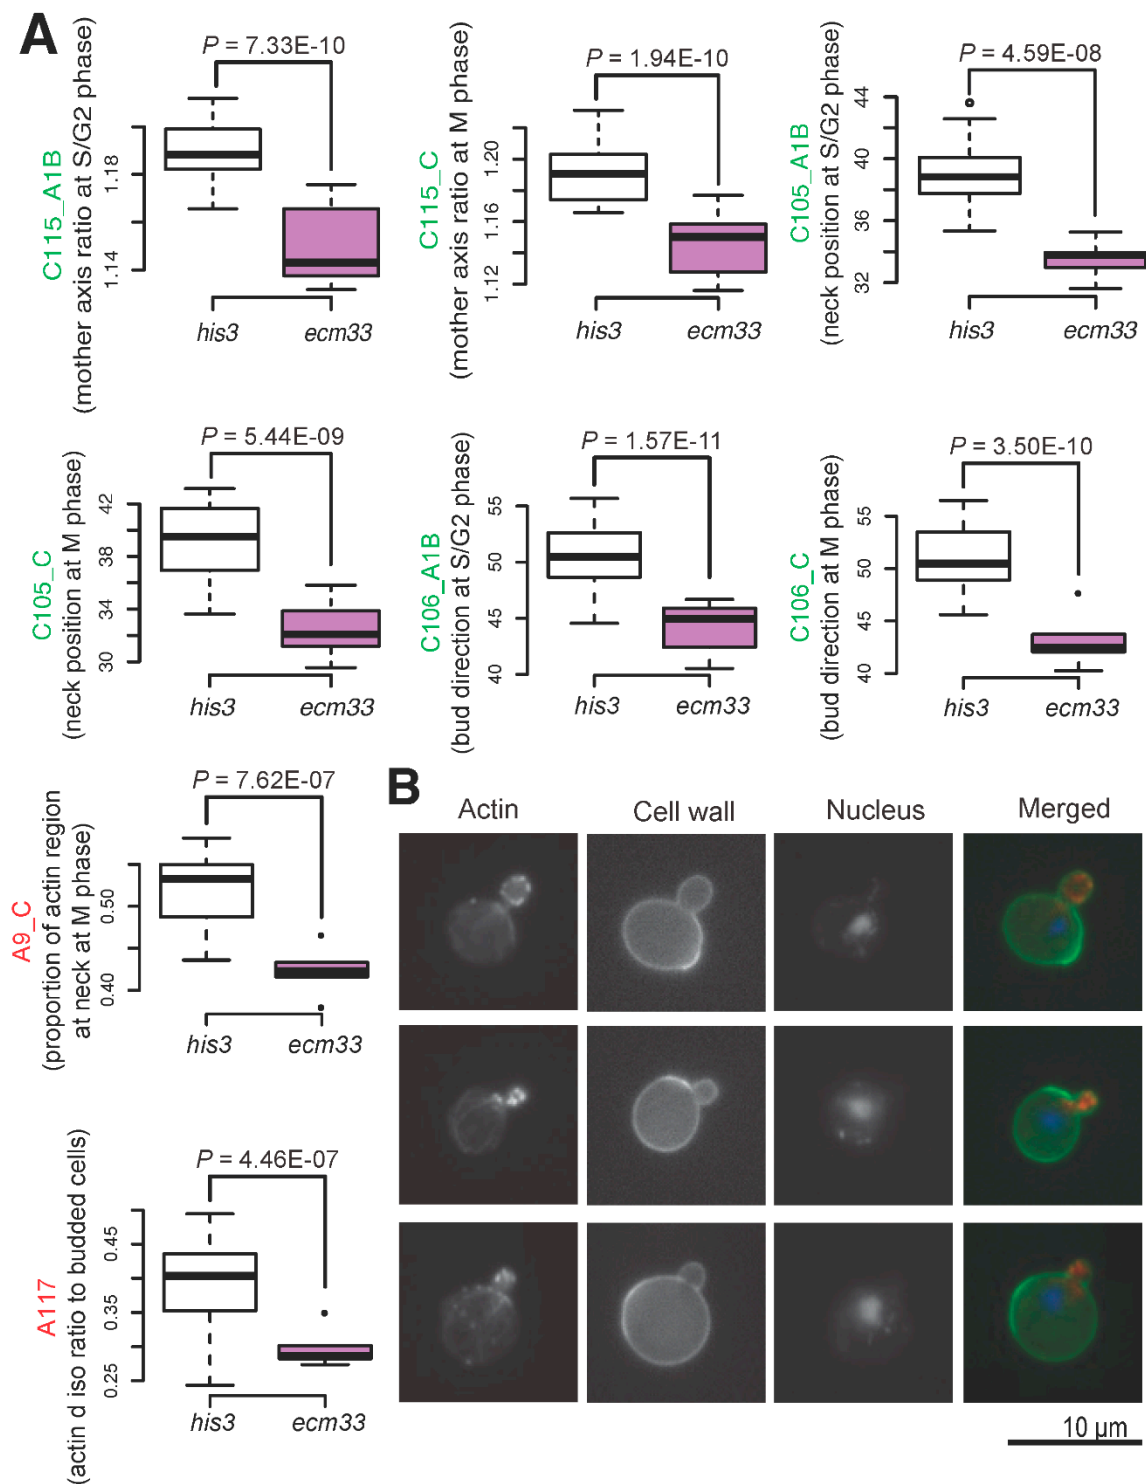 A
P = 7.33E-10
C115_A1B
(mother axis ratio at S/G2 phase)
1.18
1.14
his3
ecm33
P = 1.94E-10
C115_C
(mother axis ratio at M phase)
1.20
1.16
1.12
his3
ecm33
P = 4.59E-08
C105_A1B
(neck position at S/G2 phase)
44
40
36
32
his3
ecm33
P = 5.44E-09
C105_C
(neck position at M phase)
42
38
34
30
his3
ecm33
P = 1.57E-11
C106_A1B
(bud direction at S/G2 phase)
55
50
45
40
his3
ecm33
P = 3.50E-10
C106_C
(bud direction at M phase)
55
50
45
40
his3
ecm33
P = 7.62E-07
A9_C
(proportion of actin region
at neck at M phase)
0.50
0.40
his3
ecm33
P = 4.46E-07
A117
(actin d iso ratio to budded cells)
0.45
0.35
0.25
his3
ecm33
B
Actin
Cell wall
Nucleus
Merged
10 μm